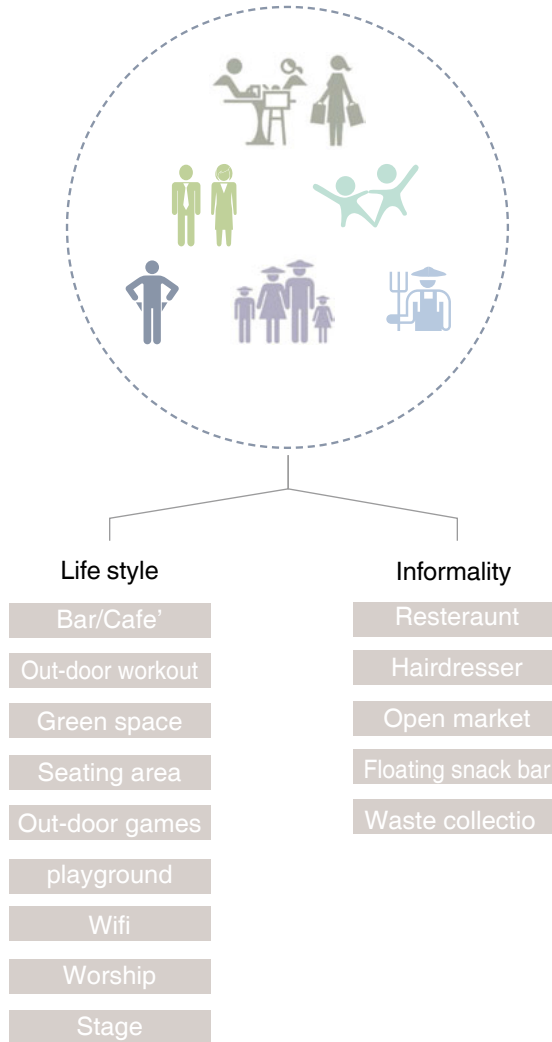 Life style
Bar/Cafe’
Out-door workout
Green space
Seating area
Out-door games
playground
Wifi
Worship
Stage
Informality
Resteraunt
Hairdresser
Open market
Floating snack bar
Waste collectio